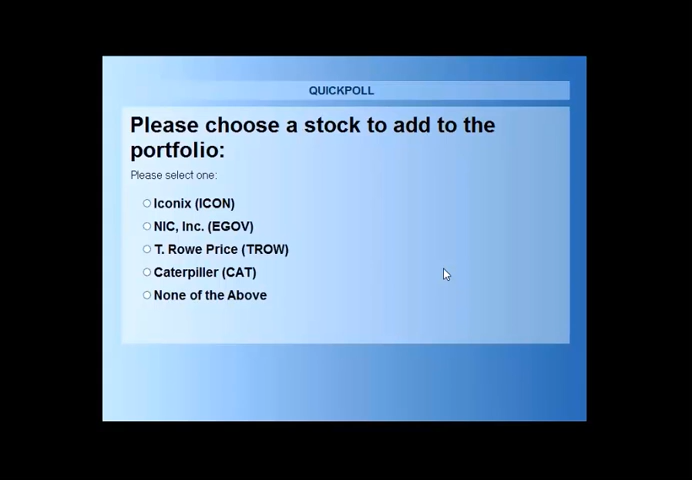 QUICKPOLL
Please choose a stock to add to the
portfolio:
Please select one:
Iconix (ICON)
NIC, Inc. (EGOV)
T. Rowe Price (TROW)
Caterpiller (CAT)
None of the Above